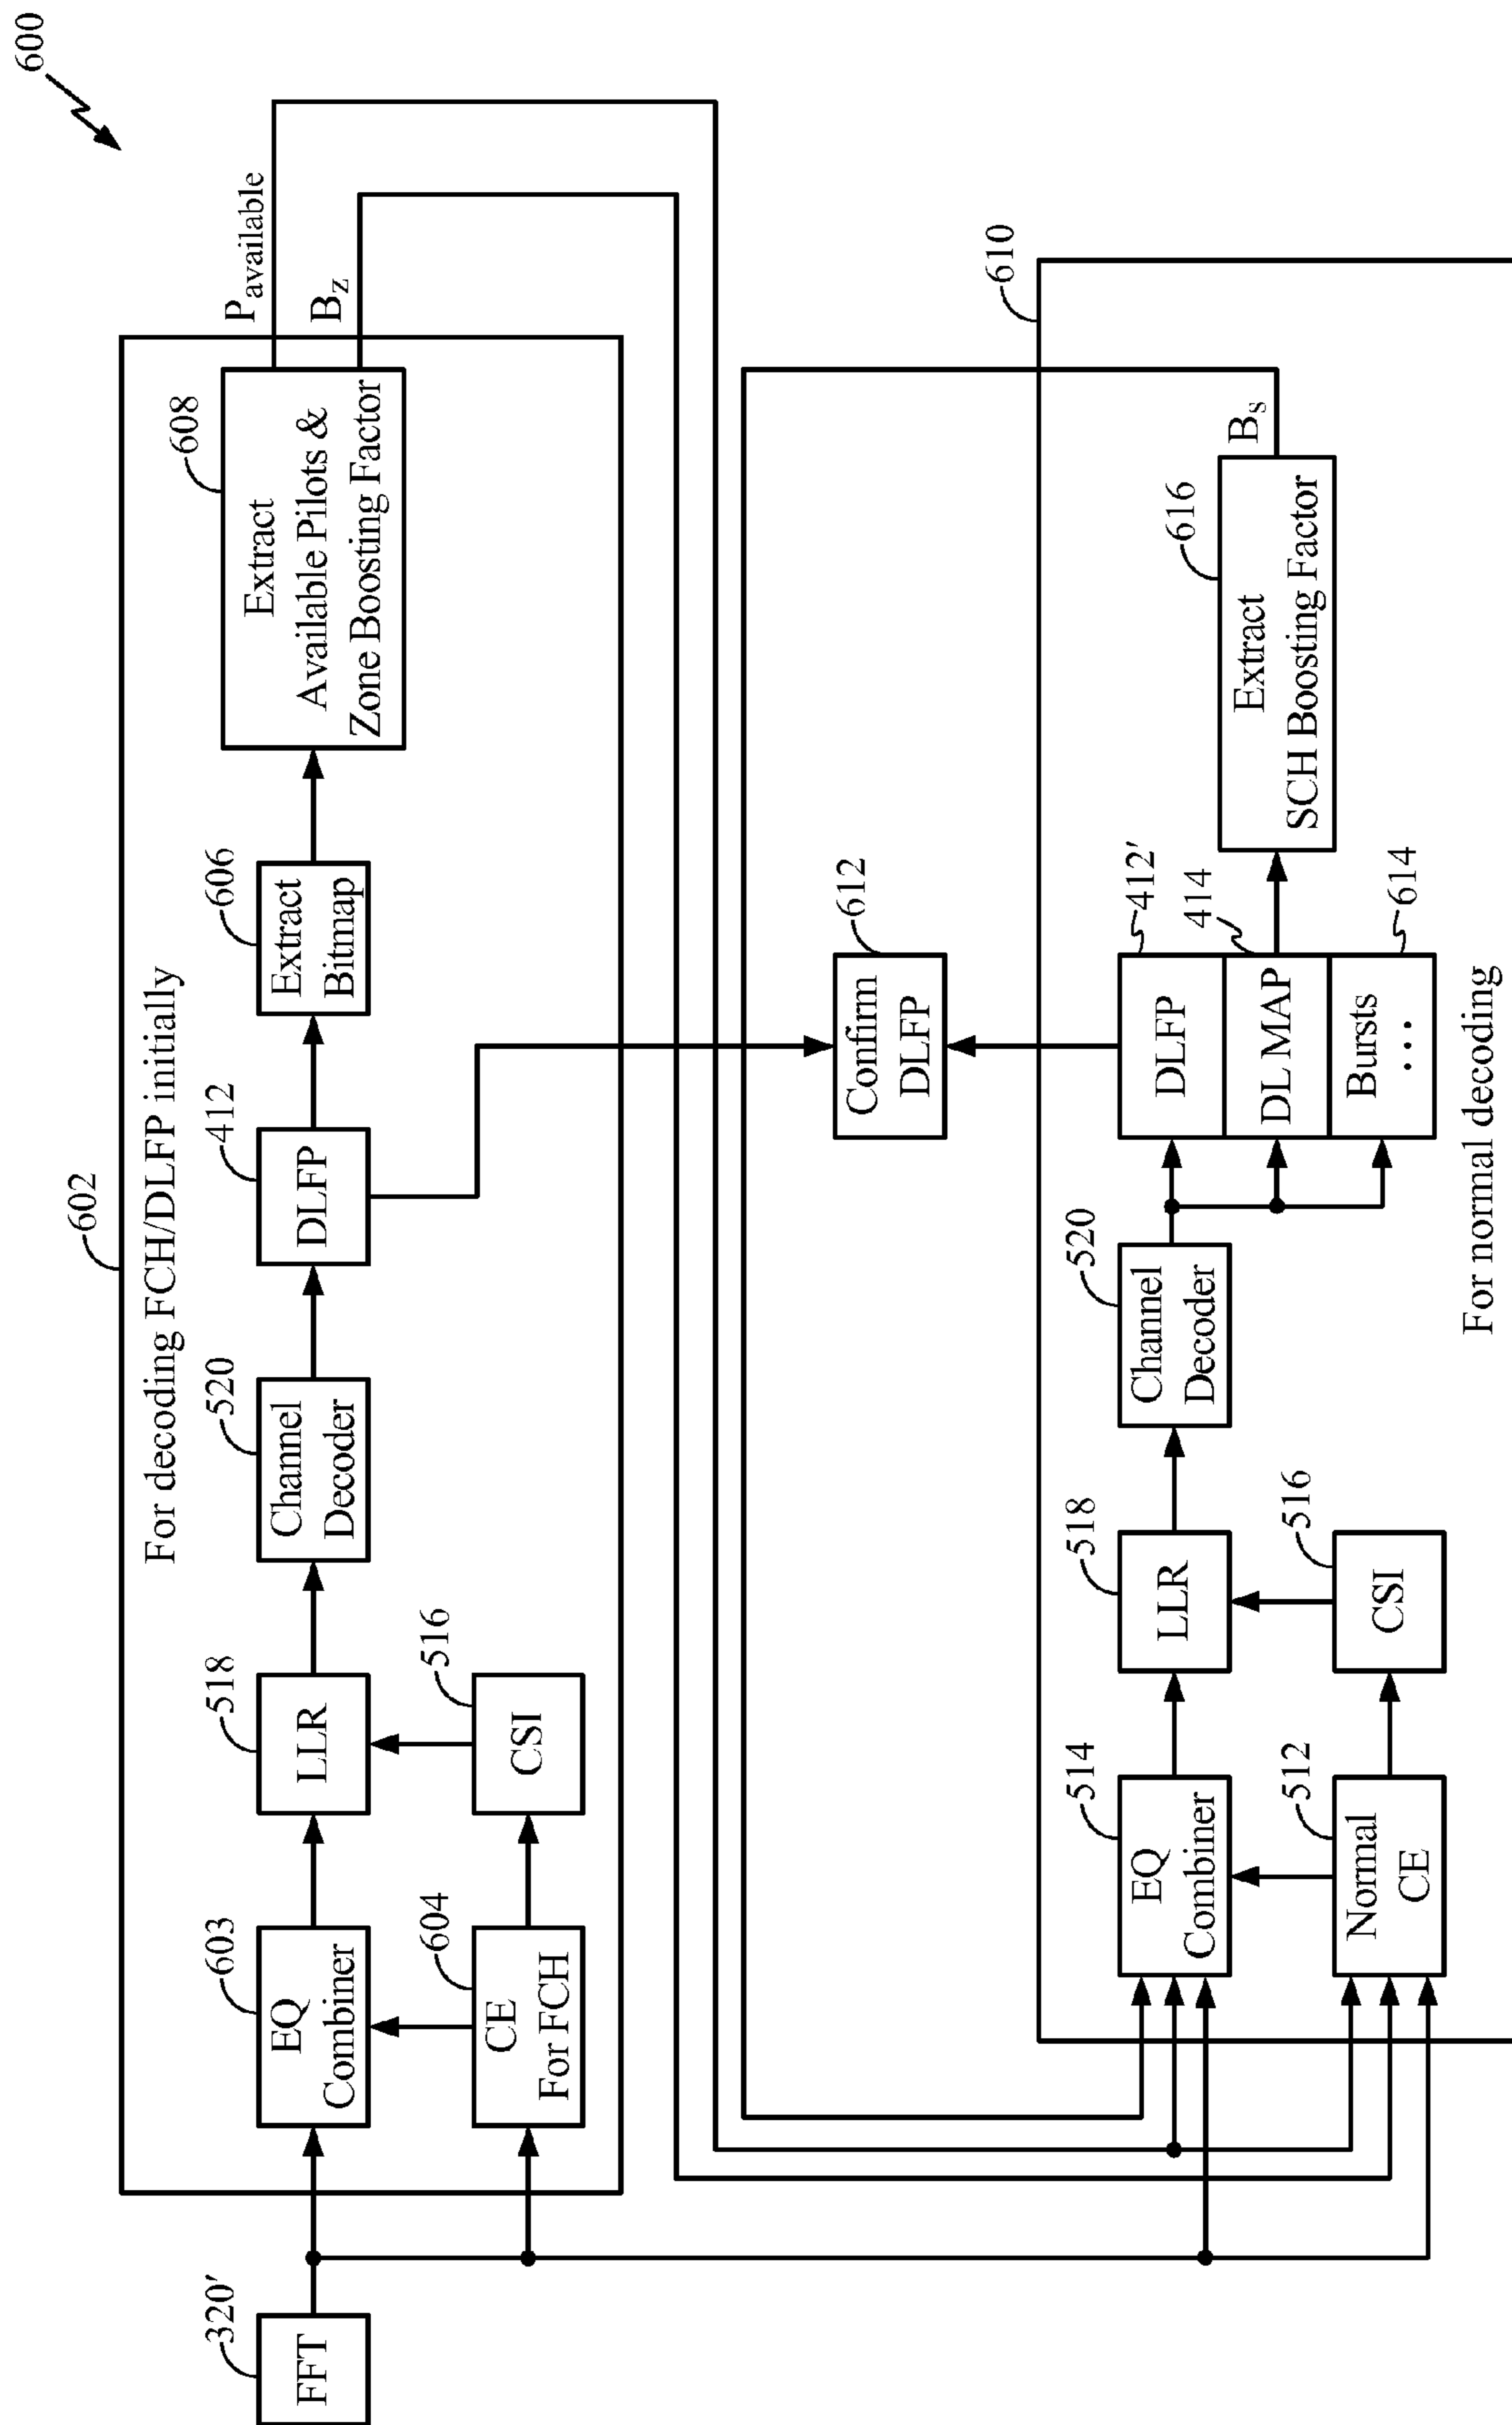 600
602
For decoding FCH/DLFP initially
320′
FFT
603
EQ
Combiner
604
CE
For FCH
518
LLR
516
CSI
520
Channel
Decoder
412
DLFP
606
Extract
Bitmap
608
Extract
Available Pilots &
Zone Boosting Factor
P available
B z
612
Confirm
DLFP
610
514
EQ
Combiner
512
Normal
CE
518
LLR
516
CSI
520
Channel
Decoder
412′
DLFP
414
DL MAP
614
Bursts
...
616
Extract
SCH Boosting Factor
B s
For normal decoding